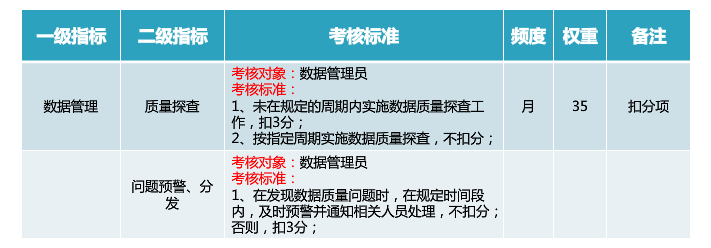 一级指标 二级指标 考核标准 频度 权重 备注
考核对象：数据管理员
考核标准：
数据管理 质量探查 1、未在规定的周期内实施数据质量探查工 月 35 扣分项
作，扣3分；
2、按指定周期实施数据质量探查，不扣分；
考核对象：数据管理员
考核标准：
问题预警、分
发
1、在发现数据质量问题时，在规定时间段
内，及时预警并通知相关人员处理，不扣分；
否则，扣3分；